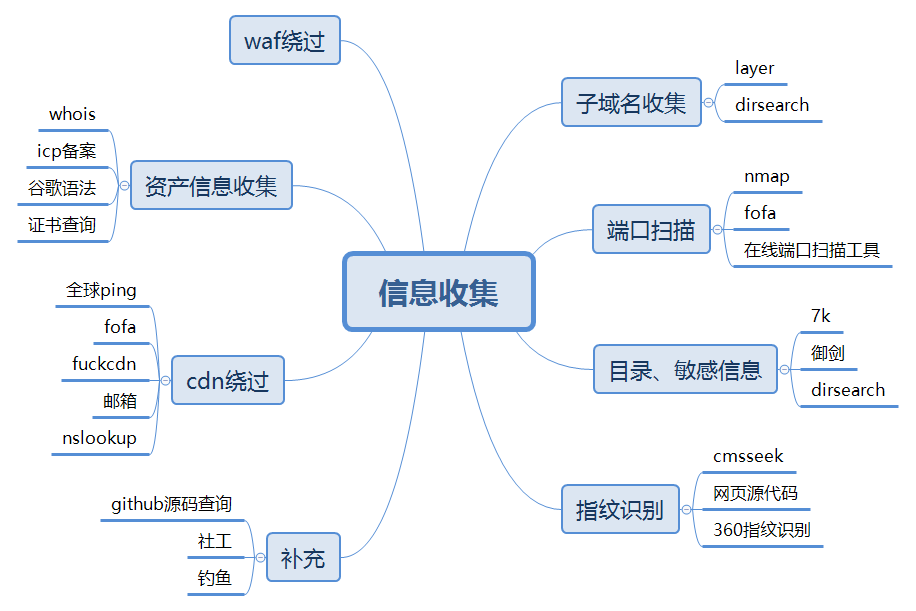 信息收集
子域名收集
layer
dirsearch
端口扫描
nmap
fofa
在线端口扫描工具
目录、敏感信息
7k
御剑
dirsearch
指纹识别
cmsseek
网页源代码
360指纹识别
waf绕过
资产信息收集
whois
icp备案
谷歌语法
证书查询
cdn绕过
全球ping
fofa
fuckcdn
邮箱
nslookup
补充
github源码查询
社工
钓鱼